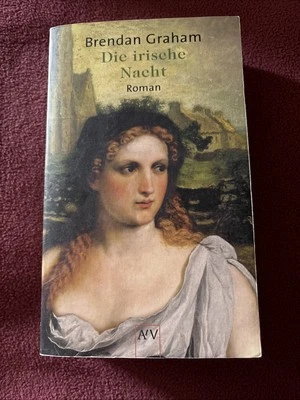 Brendan Graham
Die irische
Nacht
Roman
AtV